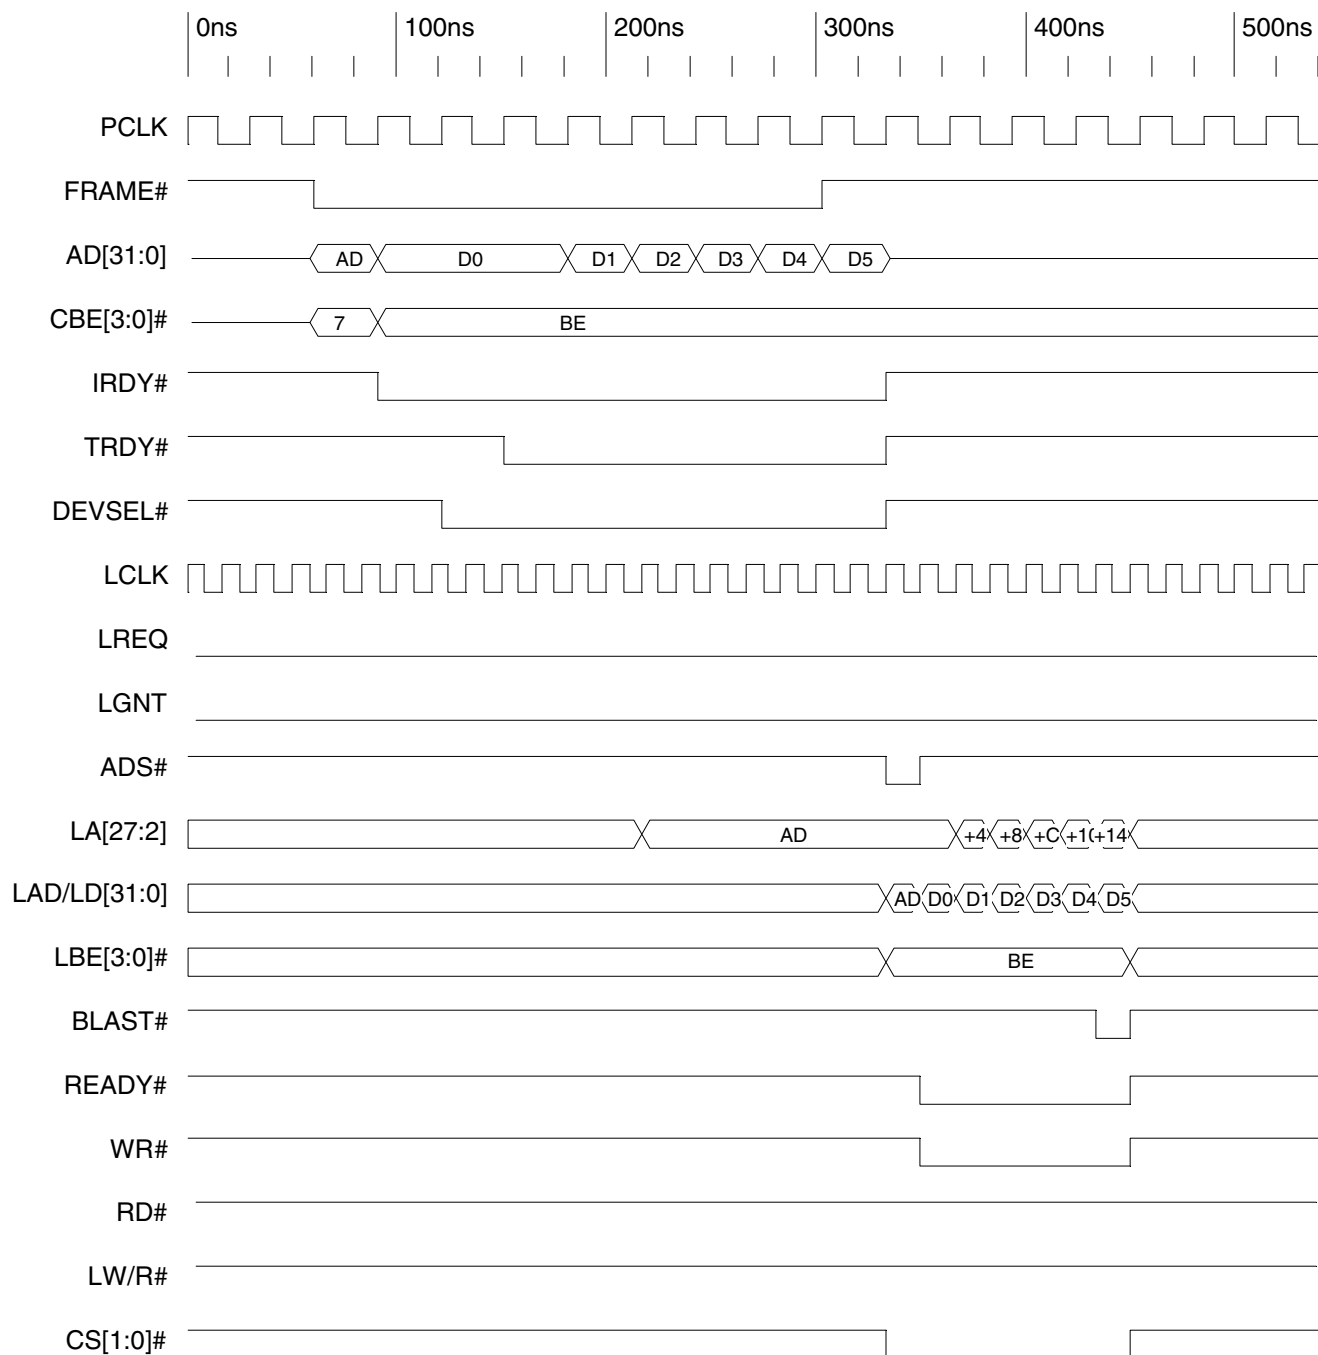 0ns 100ns 200ns 300ns 400ns 500ns
PCLK
FRAME#
AD[31:0] AD D0 D1 D2 D3 D4 D5
CBE[3:0]# 7 BE
IRDY#
TRDY#
DEVSEL#
LCLK
LREQ
LGNT
ADS#
LA[27:2] AD +4 +8 +C +10 +14
LAD/LD[31:0] AD D0 D1 D2 D3 D4 D5
LBE[3:0]# BE
BLAST#
READY#
WR#
RD#
LW/R#
CS[1:0]#